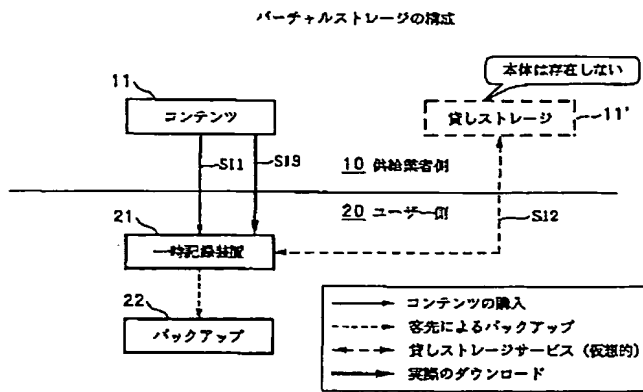 バーチャルストレージの構成
本体は存在しない
11
コンテンツ
貸しストレージ
11'
S11
S19
10 供給業者側
20 ユーザー側
21
S12
一時記録装置
22
バックアップ
コンテンツの購入
客先によるバックアップ
貸しストレージサービス（仮想的）
実際のダウンロード